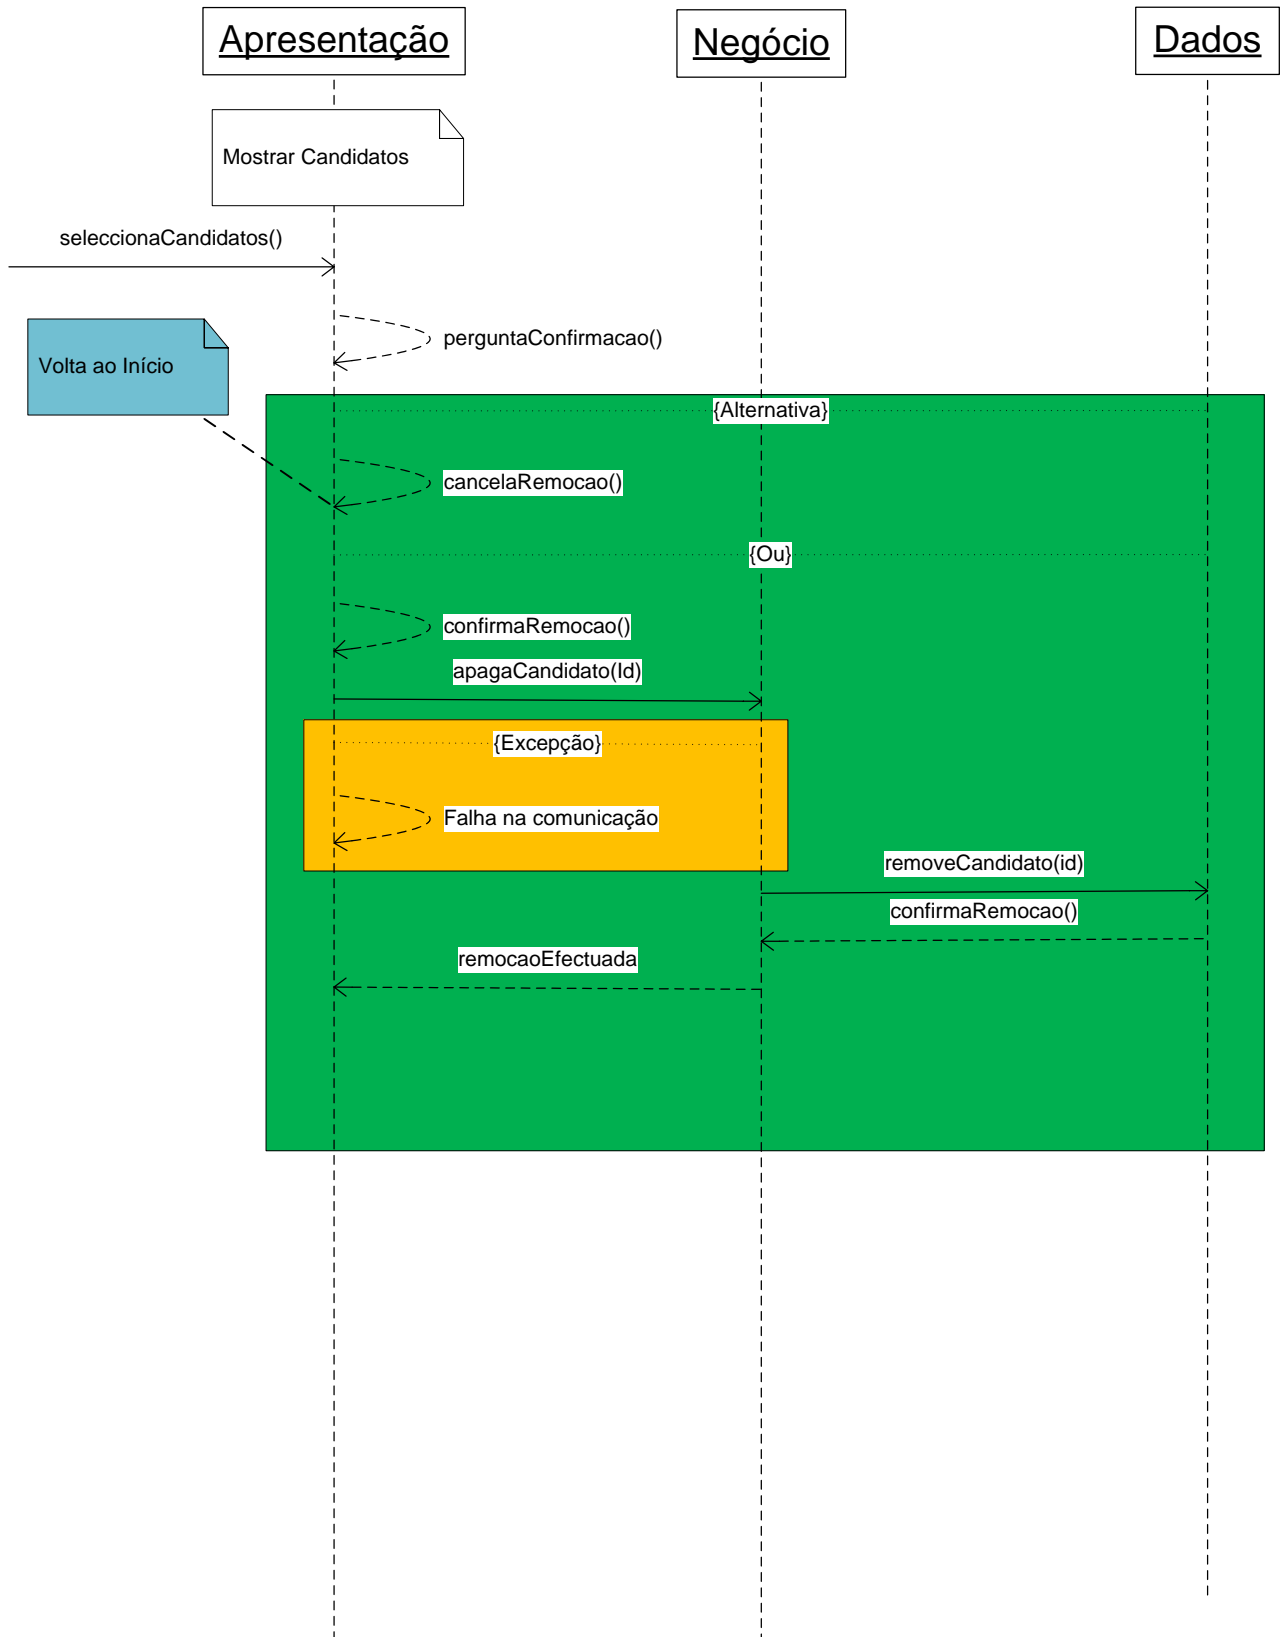 Apresentação
Negócio
Dados
Mostrar Candidatos
seleccionaCandidatos()
perguntaConfirmacao()
Volta ao Início
{Alternativa}
cancelaRemocao()
{Ou}
confirmaRemocao()
apagaCandidato(Id)
{Excepção}
Falha na comunicação
removeCandidato(id)
confirmaRemocao()
remocaoEfectuada